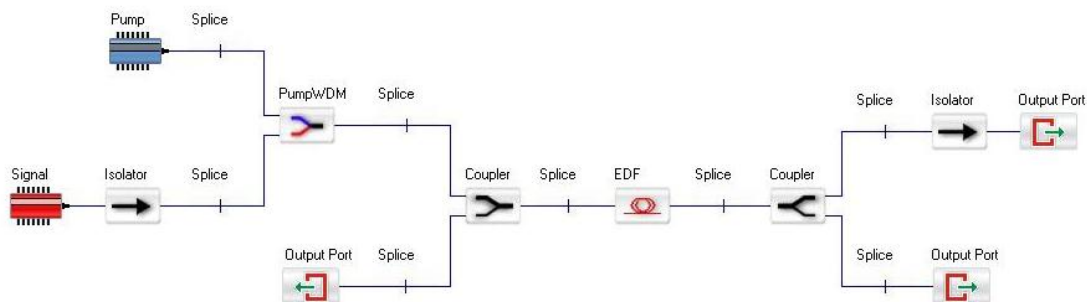 Pump Splice
PumpWDM Splice
Splice Isolator Output Port
Signal Isolator Splice
Coupler Splice EDF Splice Coupler
Output Port Splice
Splice Output Port